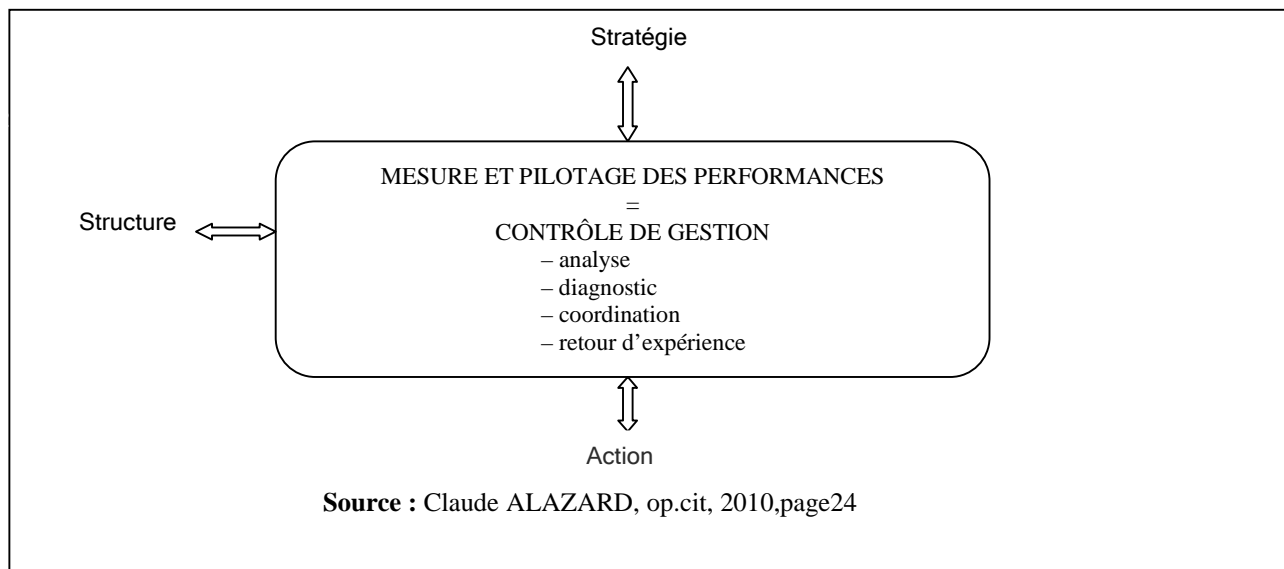 Stratégie
MESURE ET PILOTAGE DES PERFORMANCES
=
Structure
CONTRÔLE DE GESTION
– analyse
– diagnostic
– coordination
– retour d’expérience
Action
Source : Claude ALAZARD, op.cit, 2010,page24